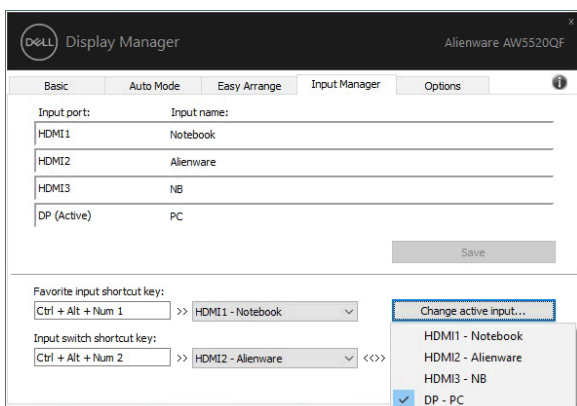 DELL Display Manager Alienware AW5520QF
x
Basic Auto Mode Easy Arrange Input Manager Options
Input port: Input name:
HDMI1 Notebook
HDMI2 Alienware
HDMI3 NB
DP (Active) PC
Save
Favorite input shortcut key:
Ctrl + Alt + Num 1 >> HDMI1 - Notebook Change active input...
Input switch shortcut key:
Ctrl + Alt + Num 2 >> HDMI2 - Alienware <<>>
HDMI1 - Notebook
HDMI2 - Alienware
HDMI3 - NB
DP - PC